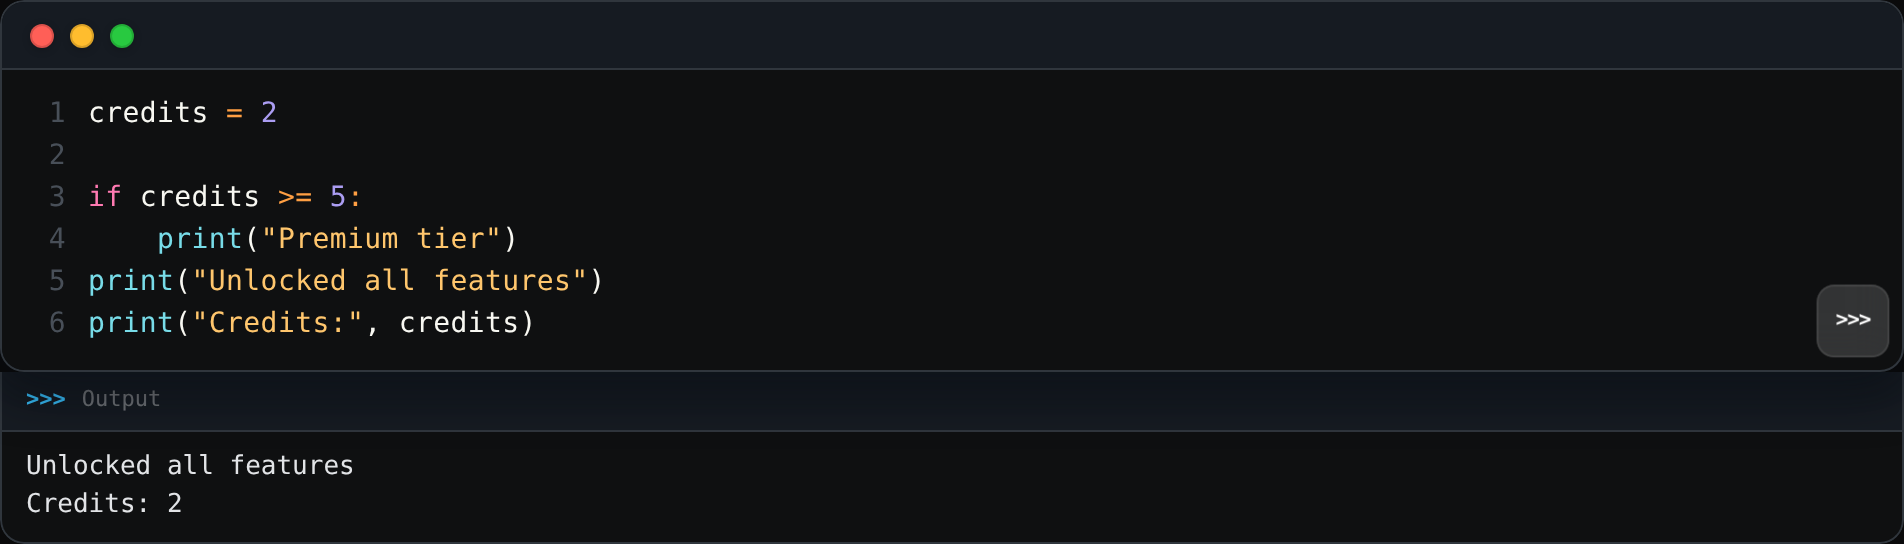 1 credits = 2
2
3 if credits >= 5:
4     print("Premium tier")
5 print("Unlocked all features")
6 print("Credits:", credits)
>>>
>>> Output
Unlocked all features
Credits: 2